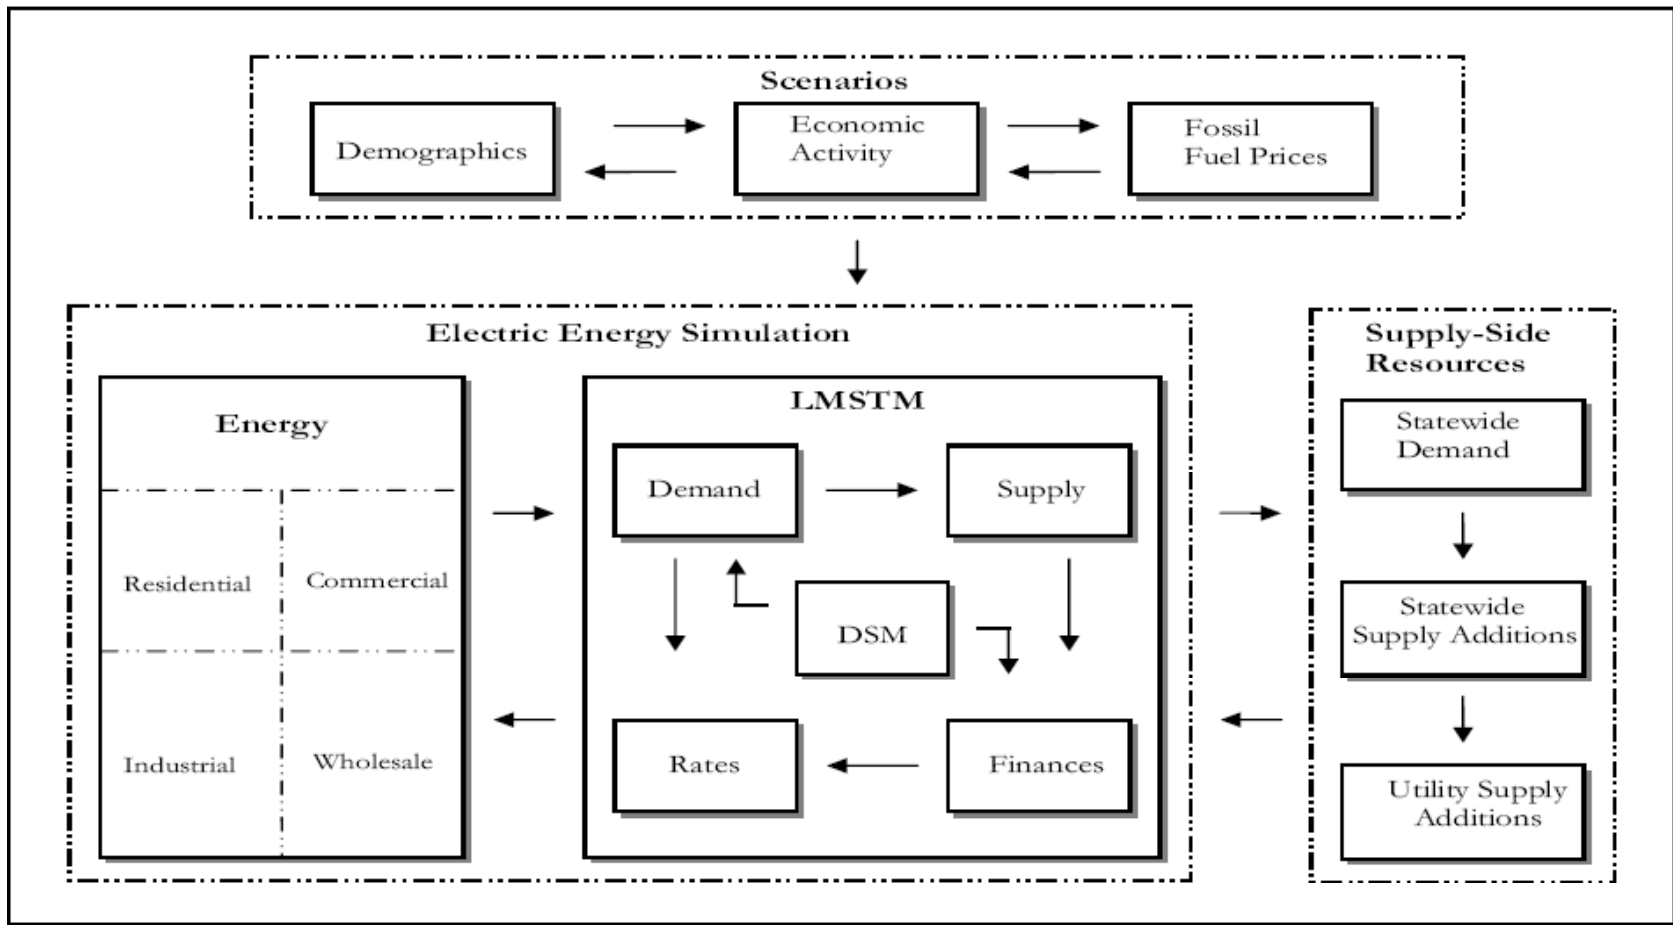 Scenarios
Demographics
Economic
Activity
Fossil
Fuel Prices
Electric Energy Simulation
Energy
Residential
Commercial
Industrial
Wholesale
LMSTM
Demand
Supply
DSM
Rates
Finances
Supply-Side
Resources
Statewide
Demand
Statewide
Supply Additions
Utility Supply
Additions